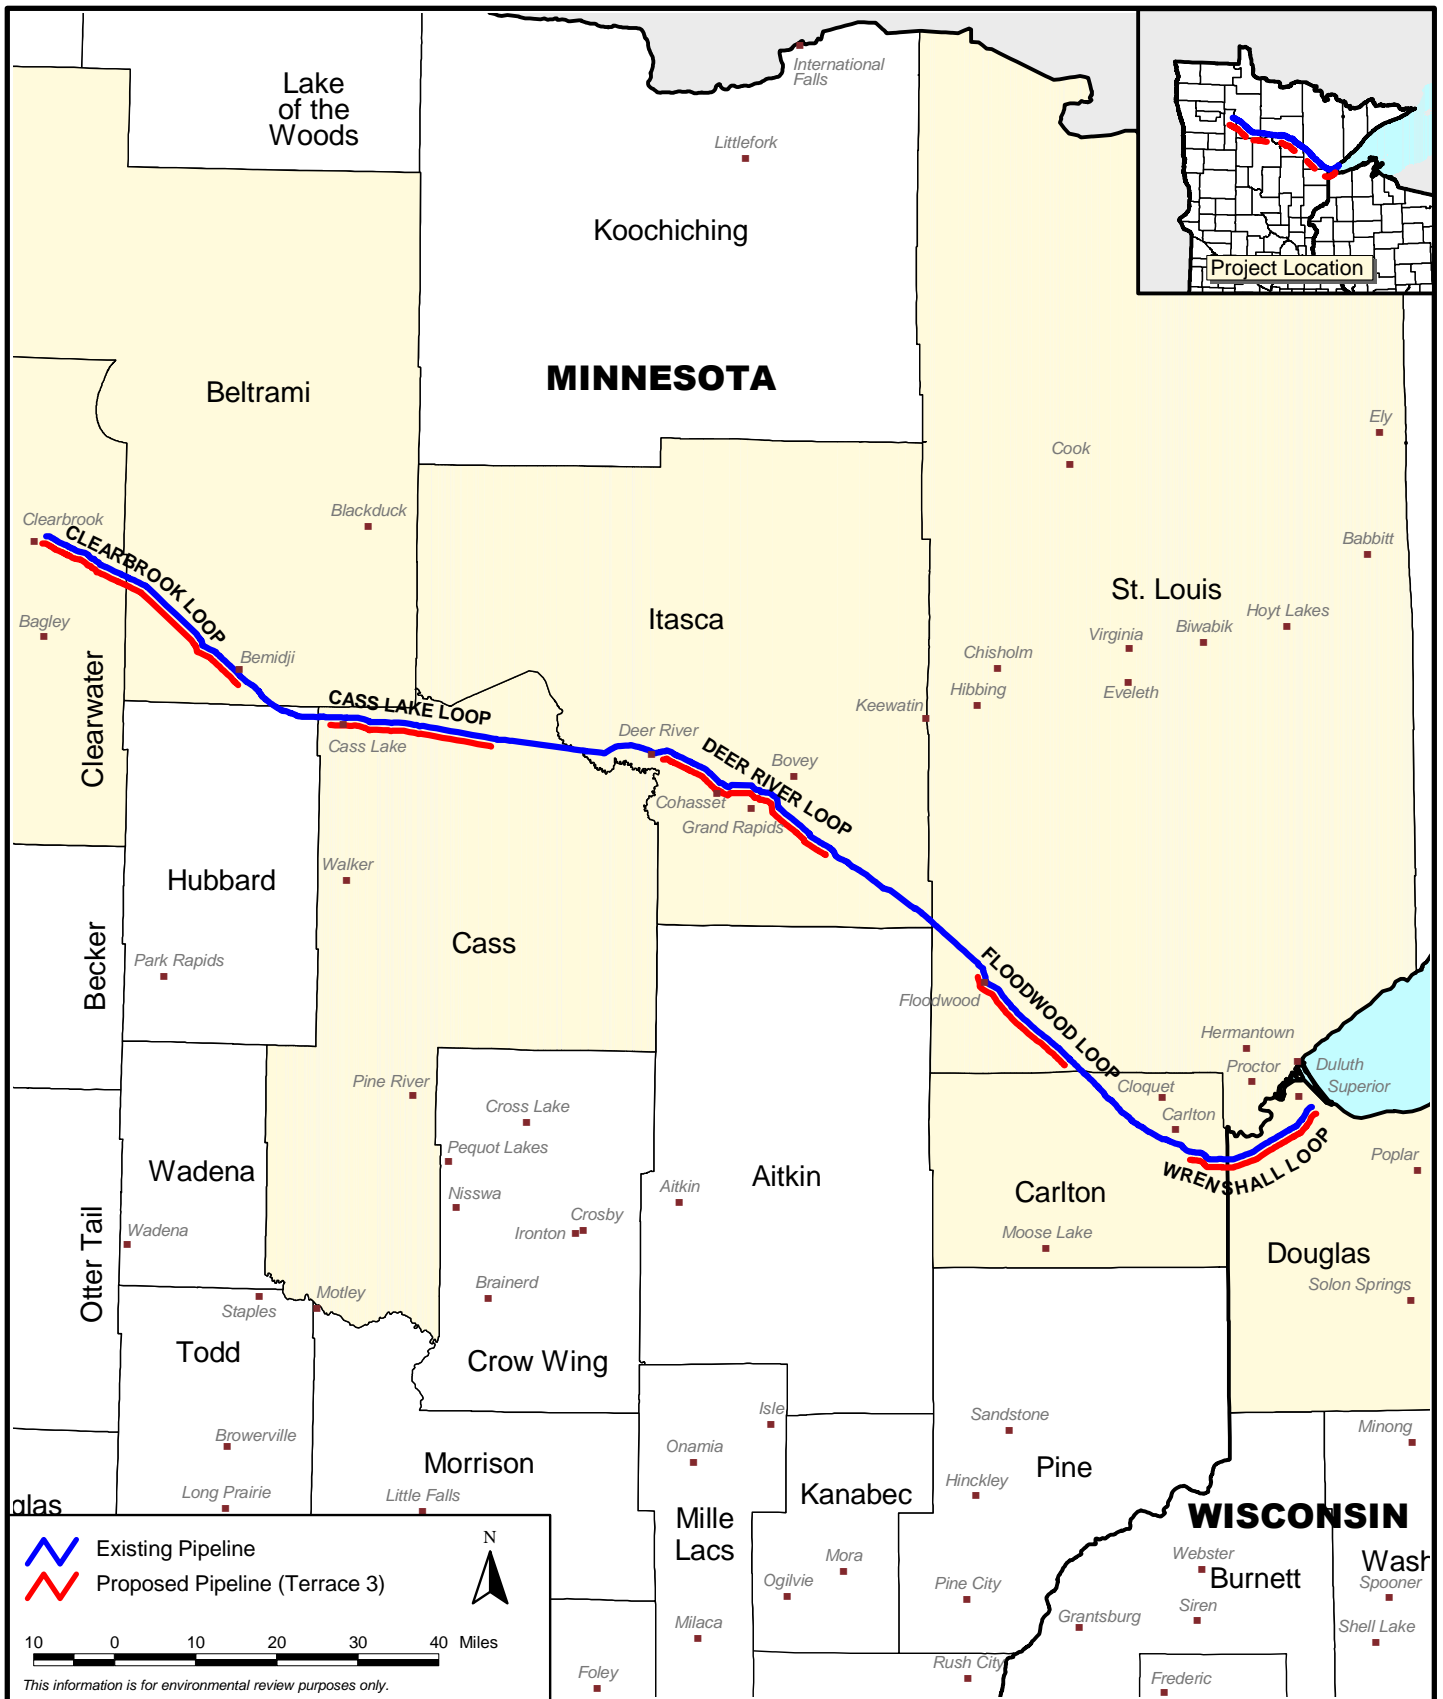 International
Falls
Lake
of the
Woods
Littlefork
Koochiching
Project Location
MINNESOTA
Beltrami
Ely
Cook
Blackduck
Clearbrook
CLEARBROOK LOOP
Babbitt
St. Louis
Hoyt Lakes
Itasca
Bagley
Virginia
Biwabik
Bemidji
Chisholm
Clearwater
Hibbing
Eveleth
Keewatin
CASS LAKE LOOP
Cass Lake
Deer River
DEER RIVER LOOP
Bovey
Cohasset
Grand Rapids
Hubbard
Walker
Cass
Becker
Park Rapids
FLOODWOOD LOOP
Floodwood
Hermantown
Proctor
Duluth
Superior
Pine River
Cloquet
Cross Lake
Carlton
Pequot Lakes
WRENSHALL LOOP
Poplar
Wadena
Aitkin
Aitkin
Carlton
Nisswa
Crosby
Ironton
Wadena
Moose Lake
Otter Tail
Douglas
Brainerd
Solon Springs
Motley
Staples
Todd
Crow Wing
Isle
Sandstone
Browerville
Minong
Onamia
Morrison
Pine
Hinckley
Long Prairie
Little Falls
Kanabec
glas
Mille
Lacs
WISCONSIN
Existing Pipeline
N
Mora
Webster
Wash
Proposed Pipeline (Terrace 3)
Burnett
Ogilvie
Pine City
Spooner
Siren
Grantsburg
Milaca
Shell Lake
10 0 10 20 30 40 Miles
Rush City
Foley
Frederic
This information is for environmental review purposes only.